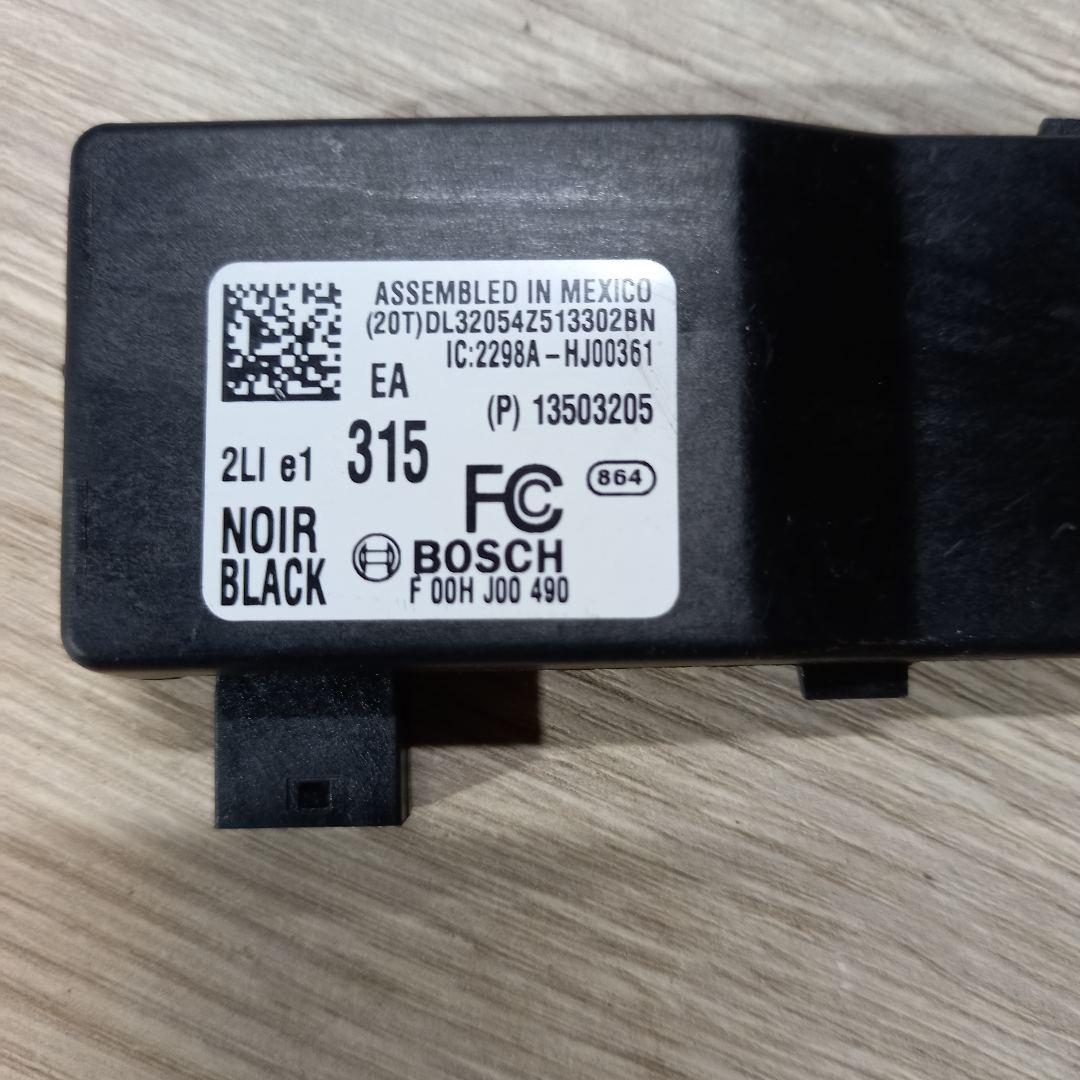 ASSEMBLED IN MEXICO
(20T)DL32054Z513302BN
IC:2298A-HJ00361
EA
(P) 13503205
2LI e1 315
FC
864
NOIR
BLACK
BOSCH
F 00H J00 490